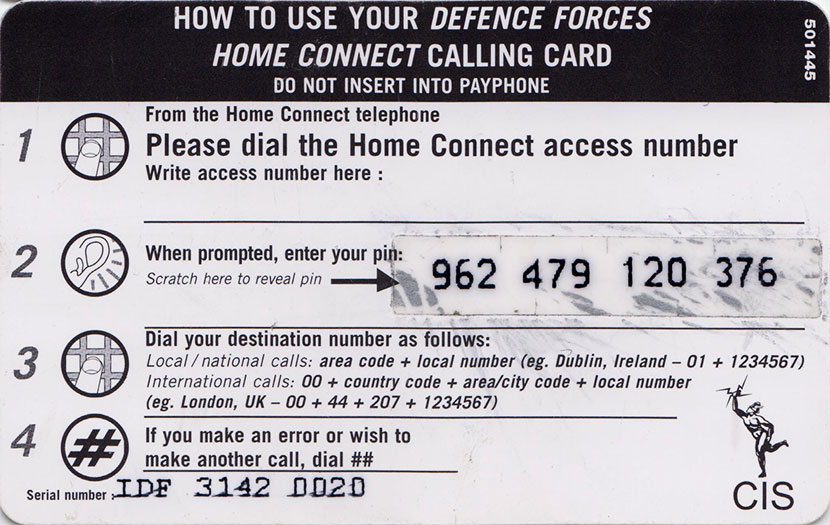 HOW TO USE YOUR DEFENCE FORCES
HOME CONNECT CALLING CARD
DO NOT INSERT INTO PAYPHONE
501445
1
From the Home Connect telephone
Please dial the Home Connect access number
Write access number here :
2
When prompted, enter your pin:
Scratch here to reveal pin
962 479 120 376
3
Dial your destination number as follows:
Local / national calls: area code + local number (eg. Dublin, Ireland – 01 + 1234567)
International calls: 00 + country code + area/city code + local number
(eg. London, UK – 00 + 44 + 207 + 1234567)
4
#
If you make an error or wish to
make another call, dial ##
Serial number : IDF 3142 0020
CIS